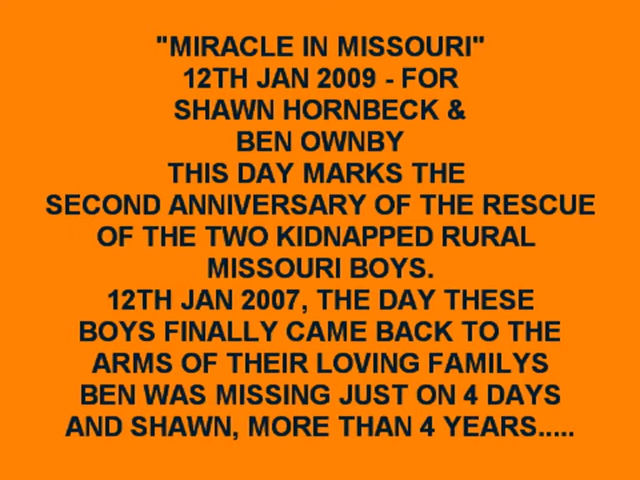 "MIRACLE IN MISSOURI"
12TH JAN 2009 - FOR
SHAWN HORNBECK &
BEN OWNBY
THIS DAY MARKS THE
SECOND ANNIVERSARY OF THE RESCUE
OF THE TWO KIDNAPPED RURAL
MISSOURI BOYS.
12TH JAN 2007, THE DAY THESE
BOYS FINALLY CAME BACK TO THE
ARMS OF THEIR LOVING FAMILYS
BEN WAS MISSING JUST ON 4 DAYS
AND SHAWN, MORE THAN 4 YEARS.....